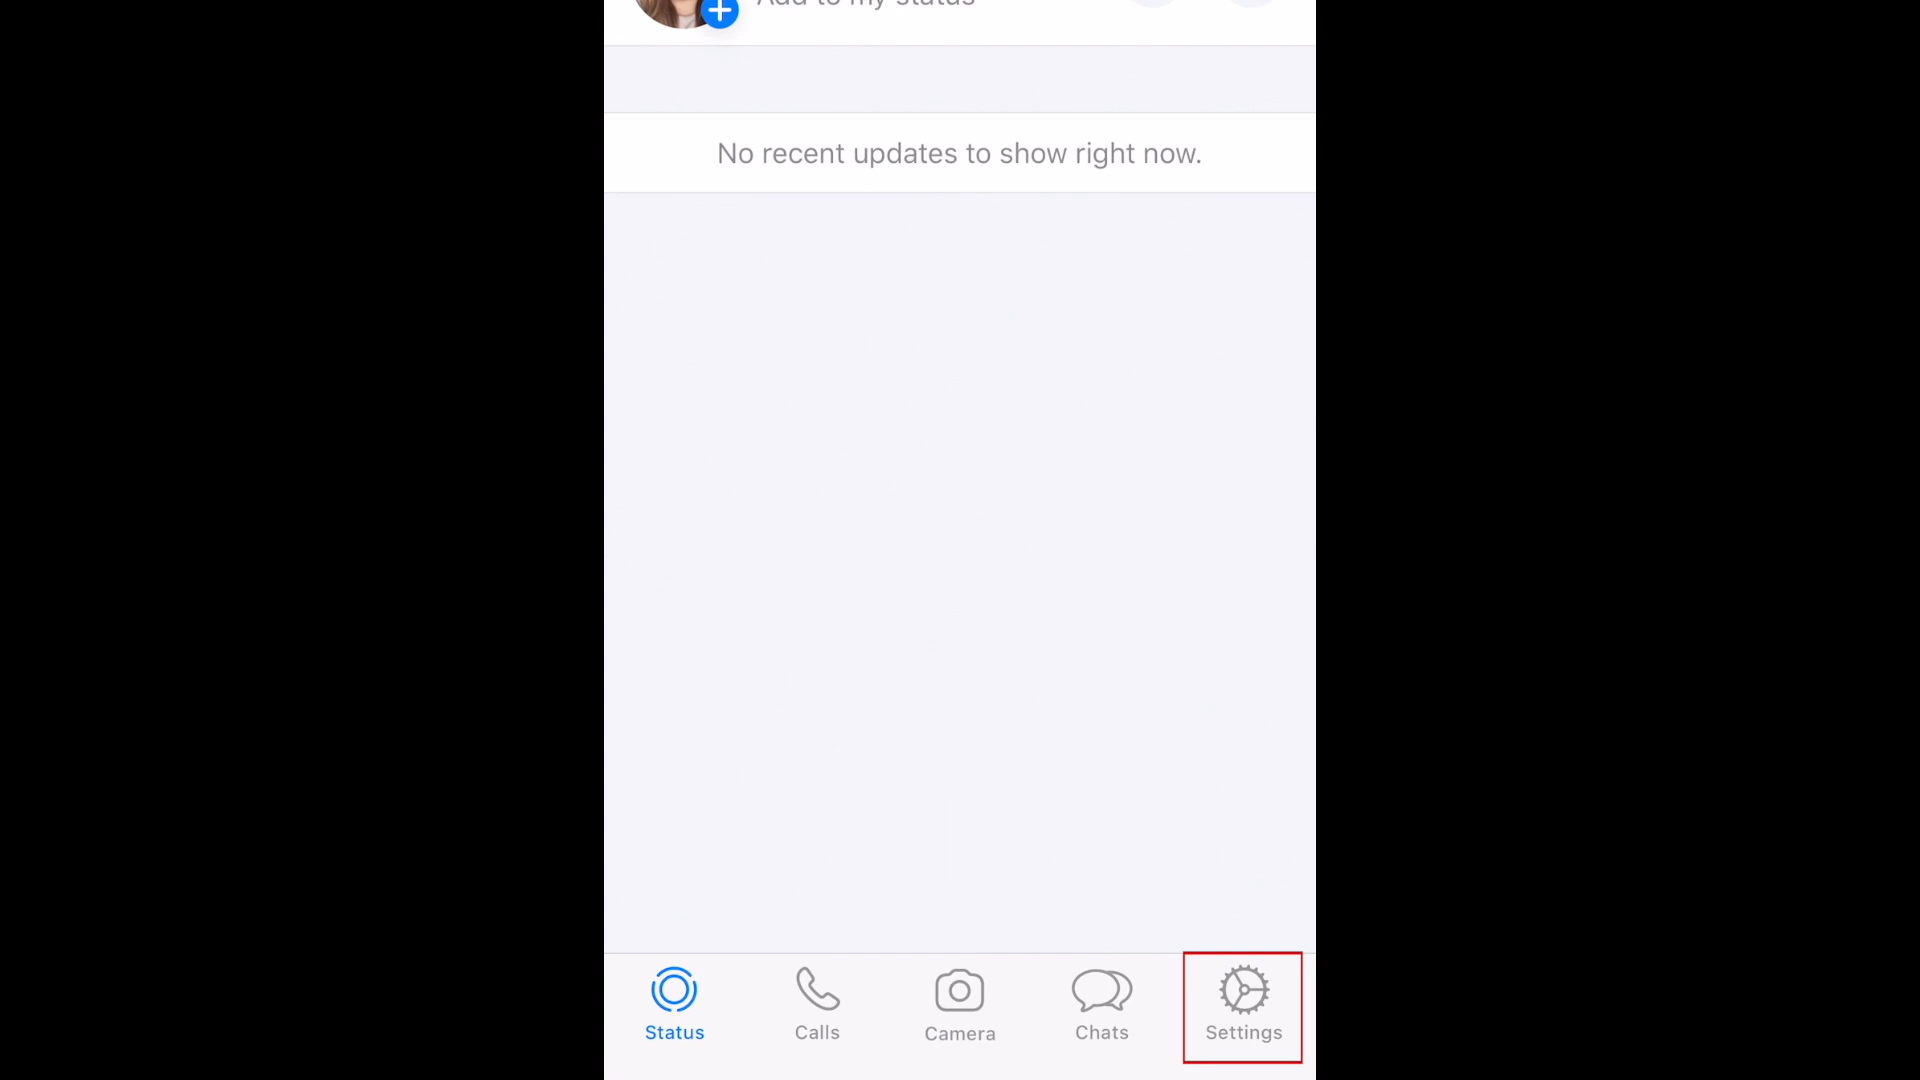 Add to my status
No recent updates to show right now.
Status
Calls
Camera
Chats
Settings